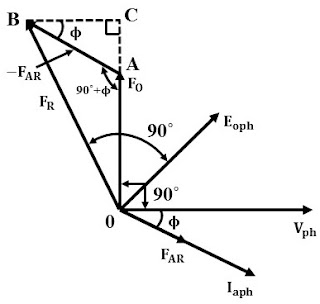 B
C
ϕ
A
−F_AR
F_O
90°+ϕ
F_R
90°
E_oph
90°
0
ϕ
V_ph
F_AR
I_aph